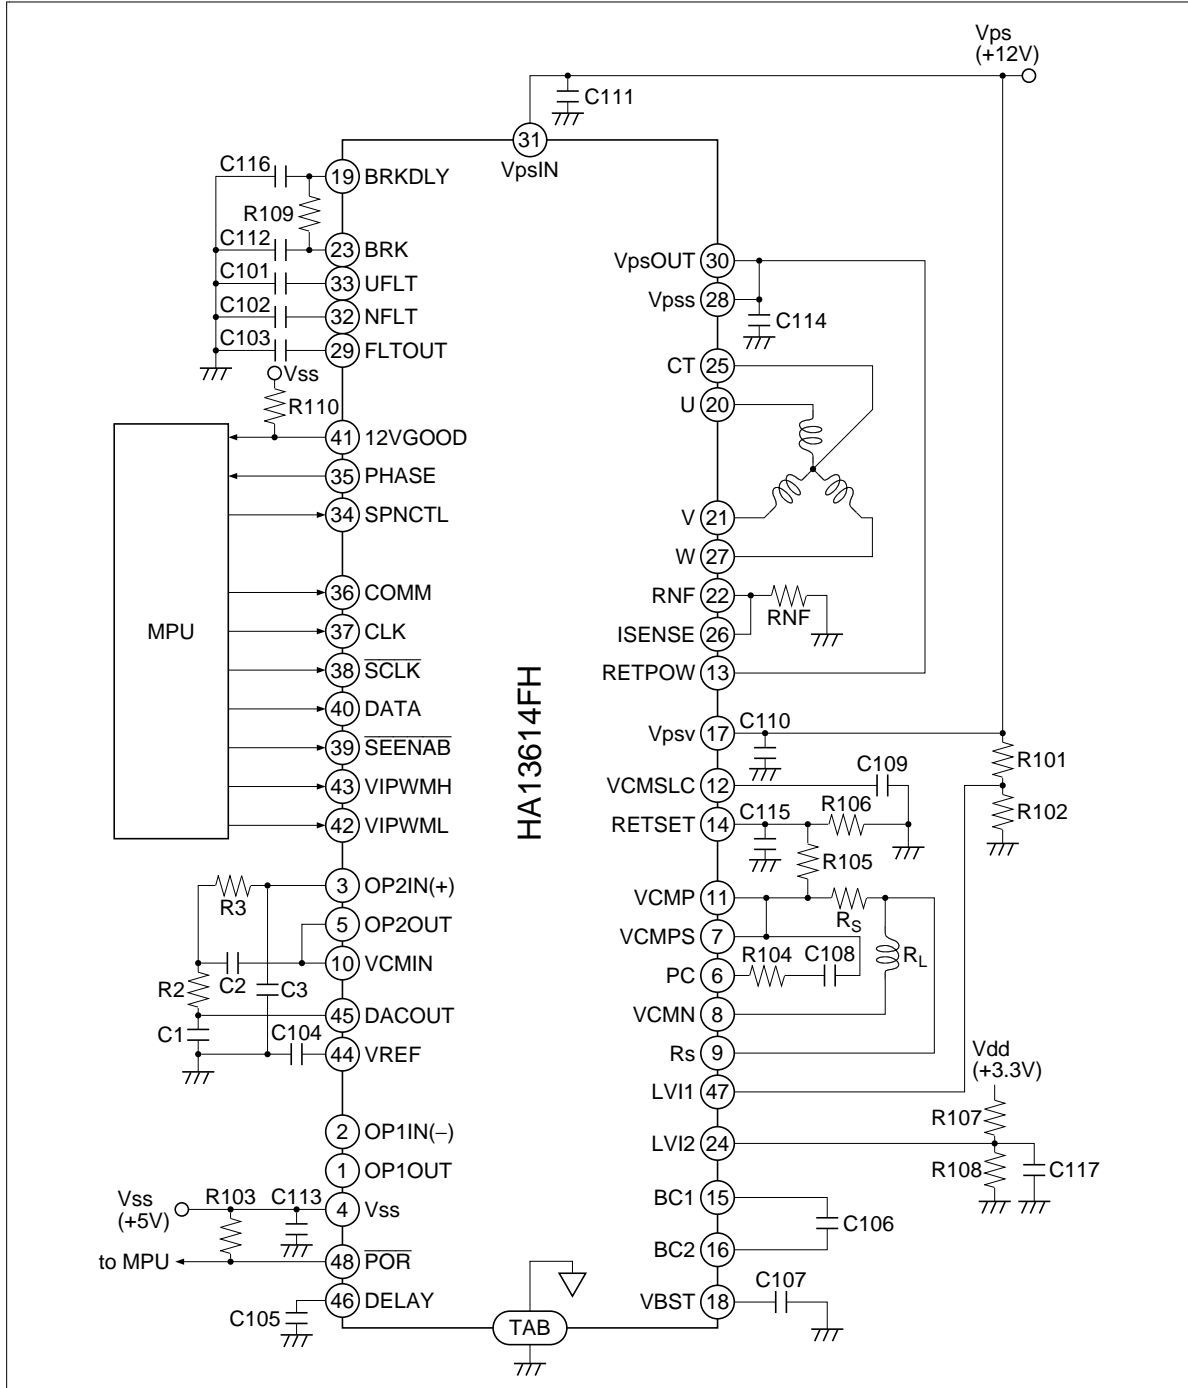 Vps
(+12V)
C111
31
VpsIN
C116
19 BRKDLY
R109
C112
23 BRK
C101
33 UFLT
C102
32 NFLT
C103
29 FLTOUT
Vss
R110
41 12VGOOD
35 PHASE
34 SPNCTL
MPU
36 COMM
37 CLK
38 SCLK
40 DATA
39 SEENAB
43 VIPWMH
42 VIPWML
3 OP2IN(+)
R3
5 OP2OUT
10 VCMIN
C2
R2
C3
45 DACOUT
C1
C104
44 VREF
2 OP1IN(–)
1 OP1OUT
Vss
(+5V)
R103
C113
4 Vss
to MPU
48 POR
46 DELAY
C105
TAB
HA13614FH
VpsOUT 30
Vpss 28
C114
CT 25
U 20
V 21
W 27
RNF 22
RNF
ISENSE 26
RETPOW 13
Vpsv 17
C110
R101
C109
VCMSLC 12
R102
RETSET 14
C115
R106
R105
VCMP 11
RS
VCMPS 7
R104
C108
RL
PC 6
VCMN 8
Rs 9
Vdd
(+3.3V)
LVI1 47
R107
LVI2 24
R108
C117
BC1 15
C106
BC2 16
C107
VBST 18